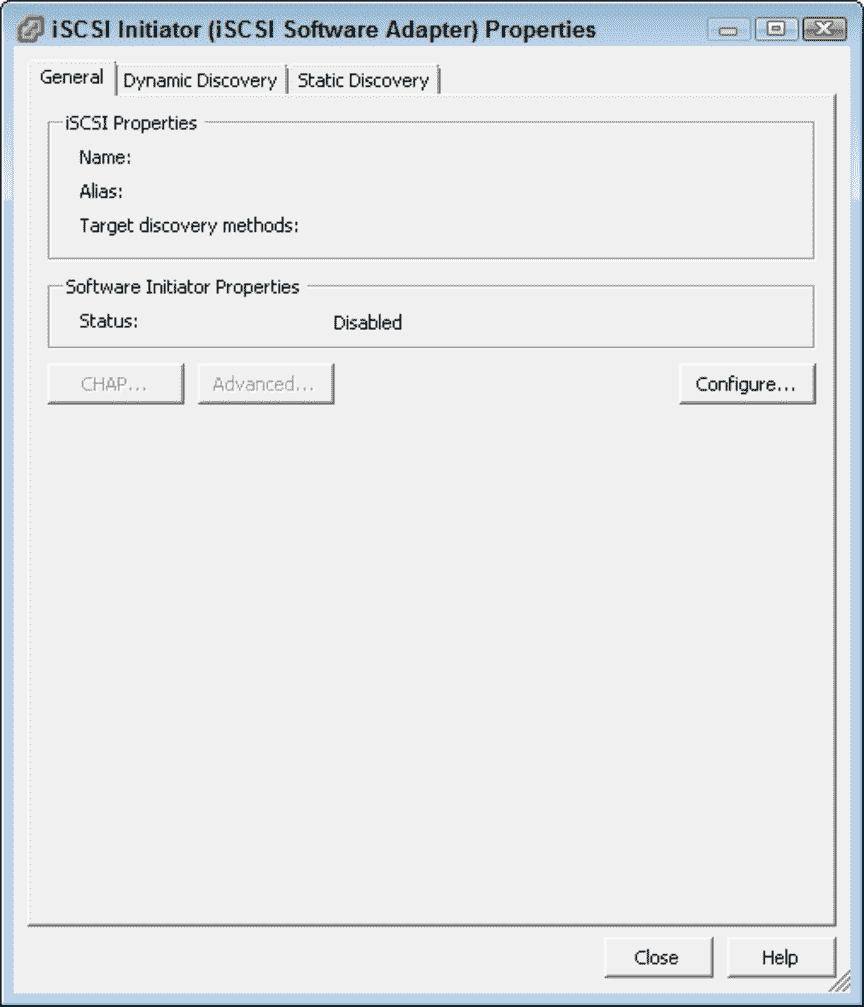 iSCSI Initiator (iSCSI Software Adapter) Properties
General Dynamic Discovery Static Discovery
iSCSI Properties
Name:
Alias:
Target discovery methods:
Software Initiator Properties
Status: Disabled
CHAP... Advanced... Configure...
Close Help